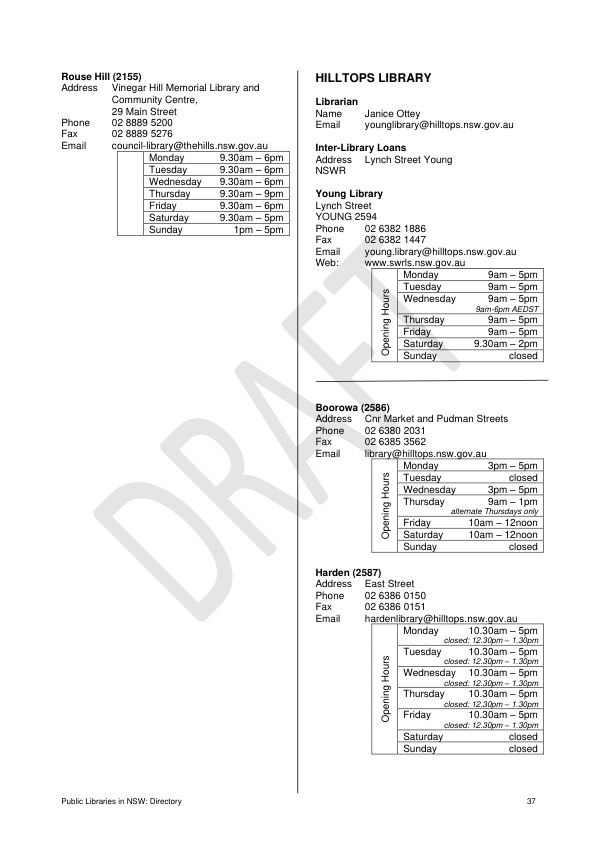 Rouse Hill (2155)
Address Vinegar Hill Memorial Library and
Community Centre,
29 Main Street
Phone 02 8889 5200
Fax 02 8889 5276
Email council-library@thehills.nsw.gov.au
Monday 9.30am – 6pm
Tuesday 9.30am – 6pm
Wednesday 9.30am – 6pm
Thursday 9.30am – 9pm
Friday 9.30am – 6pm
Saturday 9.30am – 5pm
Sunday 1pm – 5pm
HILLTOPS LIBRARY
Librarian
Name Janice Ottey
Email younglibrary@hilltops.nsw.gov.au
Inter-Library Loans
Address Lynch Street Young
NSWR
Young Library
Lynch Street
YOUNG 2594
Phone 02 6382 1886
Fax 02 6382 1447
Email young.library@hilltops.nsw.gov.au
Web: www.swrls.nsw.gov.au
Opening Hours
Monday 9am – 5pm
Tuesday 9am – 5pm
Wednesday 9am – 5pm
9am-6pm AEDST
Thursday 9am – 5pm
Friday 9am – 5pm
Saturday 9.30am – 2pm
Sunday closed
Boorowa (2586)
Address Cnr Market and Pudman Streets
Phone 02 6380 2031
Fax 02 6385 3562
Email library@hilltops.nsw.gov.au
Opening Hours
Monday 3pm – 5pm
Tuesday closed
Wednesday 3pm – 5pm
Thursday 9am – 1pm
alternate Thursdays only
Friday 10am – 12noon
Saturday 10am – 12noon
Sunday closed
Harden (2587)
Address East Street
Phone 02 6386 0150
Fax 02 6386 0151
Email hardenlibrary@hilltops.nsw.gov.au
Opening Hours
Monday 10.30am – 5pm
closed: 12.30pm – 1.30pm
Tuesday 10.30am – 5pm
closed: 12.30pm – 1.30pm
Wednesday 10.30am – 5pm
closed: 12.30pm – 1.30pm
Thursday 10.30am – 5pm
closed: 12.30pm – 1.30pm
Friday 10.30am – 5pm
closed: 12.30pm – 1.30pm
Saturday closed
Sunday closed
DRAFT
Public Libraries in NSW: Directory 37